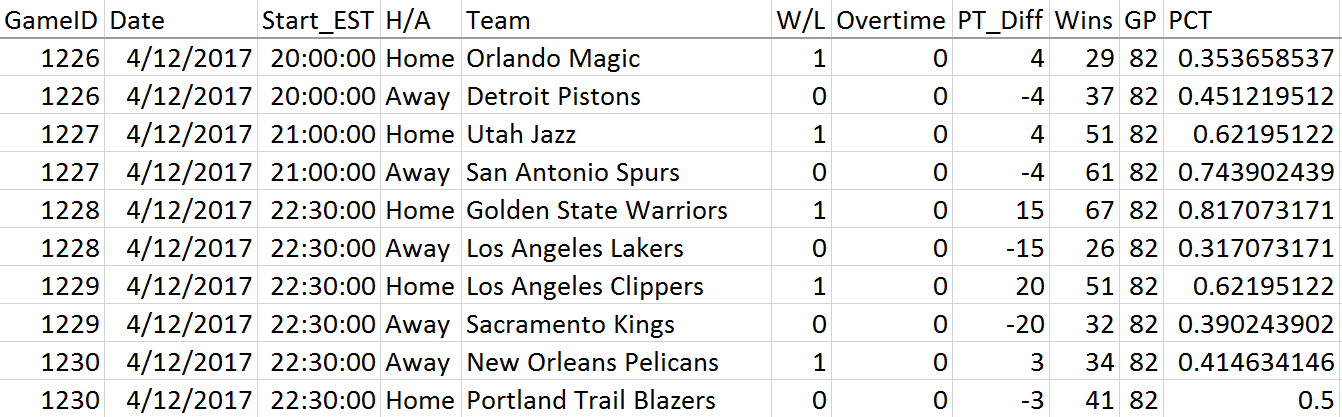 GameID Date Start_EST H/A Team W/L Overtime PT_Diff Wins GP PCT
1226 4/12/2017 20:00:00 Home Orlando Magic 1 0 4 29 82 0.353658537
1226 4/12/2017 20:00:00 Away Detroit Pistons 0 0 -4 37 82 0.451219512
1227 4/12/2017 21:00:00 Home Utah Jazz 1 0 4 51 82 0.62195122
1227 4/12/2017 21:00:00 Away San Antonio Spurs 0 0 -4 61 82 0.743902439
1228 4/12/2017 22:30:00 Home Golden State Warriors 1 0 15 67 82 0.817073171
1228 4/12/2017 22:30:00 Away Los Angeles Lakers 0 0 -15 26 82 0.317073171
1229 4/12/2017 22:30:00 Home Los Angeles Clippers 1 0 20 51 82 0.62195122
1229 4/12/2017 22:30:00 Away Sacramento Kings 0 0 -20 32 82 0.390243902
1230 4/12/2017 22:30:00 Away New Orleans Pelicans 1 0 3 34 82 0.414634146
1230 4/12/2017 22:30:00 Home Portland Trail Blazers 0 0 -3 41 82 0.5